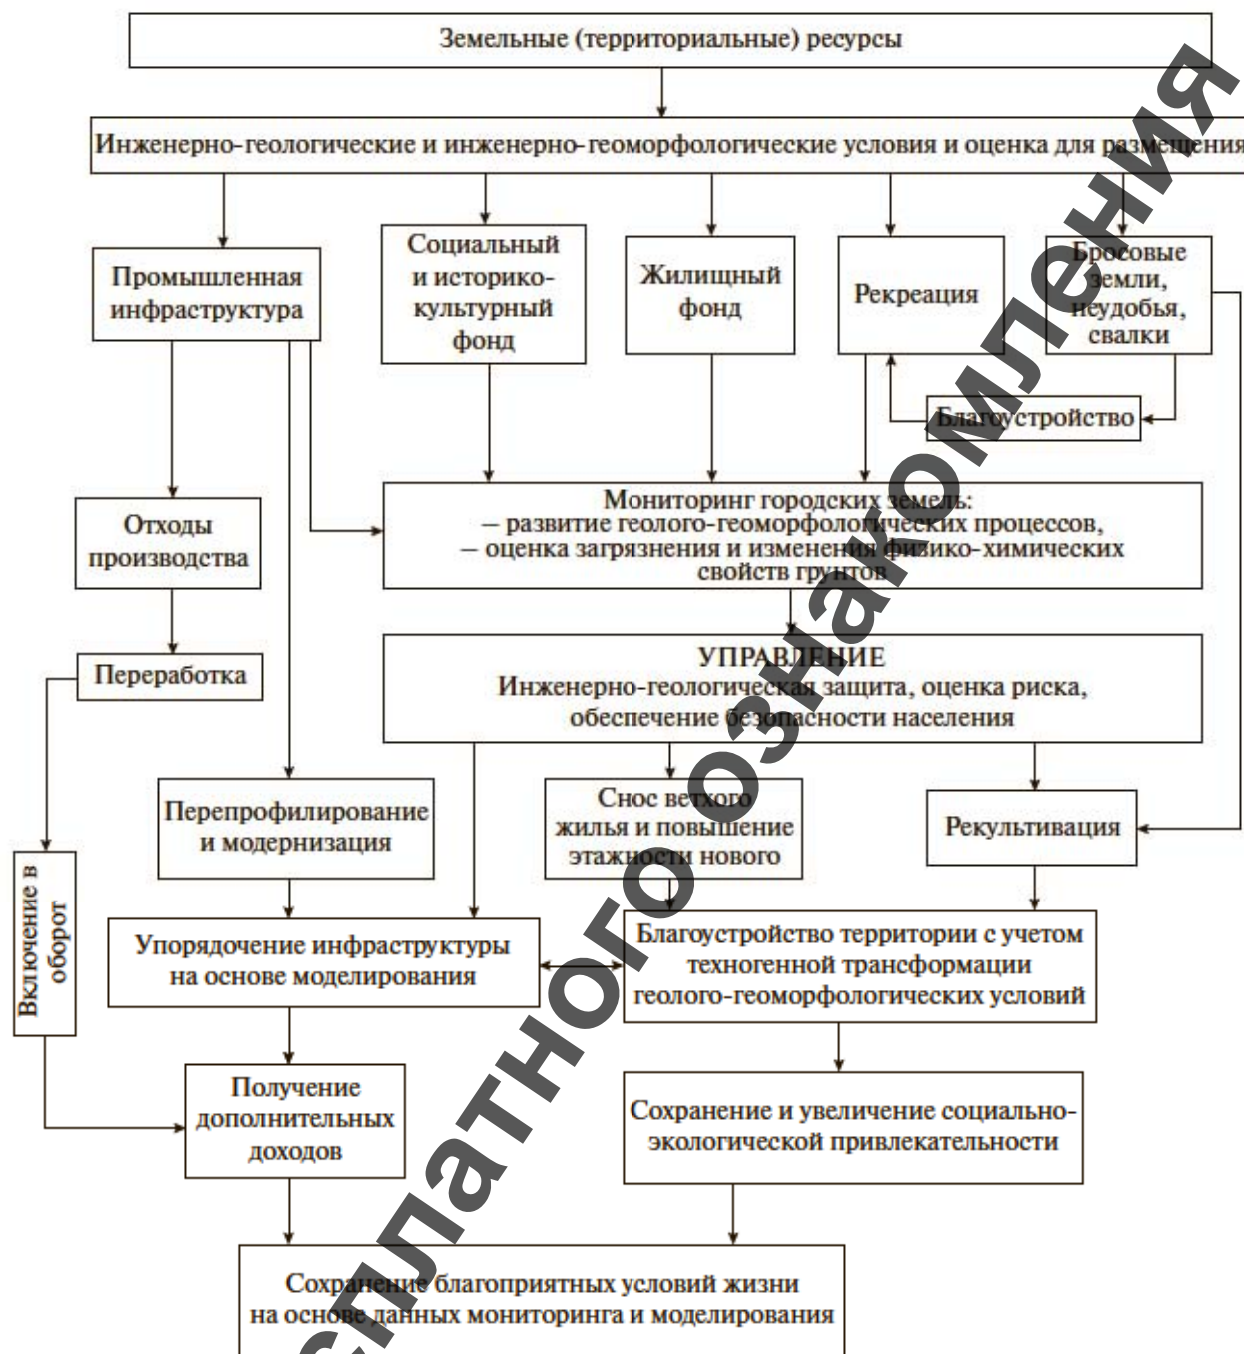 Земельные (территориальные) ресурсы
Инженерно-геологические и инженерно-геоморфологические условия и оценка для размещения
Промышленная
инфраструктура
Социальный
и историко-
культурный
фонд
Жилищный
фонд
Рекреация
Бросовые
земли,
неудобья,
свалки
Благоустройство
Отходы
производства
Мониторинг городских земель:
– развитие геолого-геоморфологических процессов,
– оценка загрязнения и изменения физико-химических
свойств грунтов
Переработка
УПРАВЛЕНИЕ
Инженерно-геологическая защита, оценка риска,
обеспечение безопасности населения
Перепрофилирование
и модернизация
Снос ветхого
жилья и повышение
этажности нового
Рекультивация
Включение в
оборот
Упорядочение инфраструктуры
на основе моделирования
Благоустройство территории с учетом
техногенной трансформации
геолого-геоморфологических условий
Получение
дополнительных
доходов
Сохранение и увеличение социально-
экологической привлекательности
Сохранение благоприятных условий жизни
на основе данных мониторинга и моделирования
сплатного ознакомления